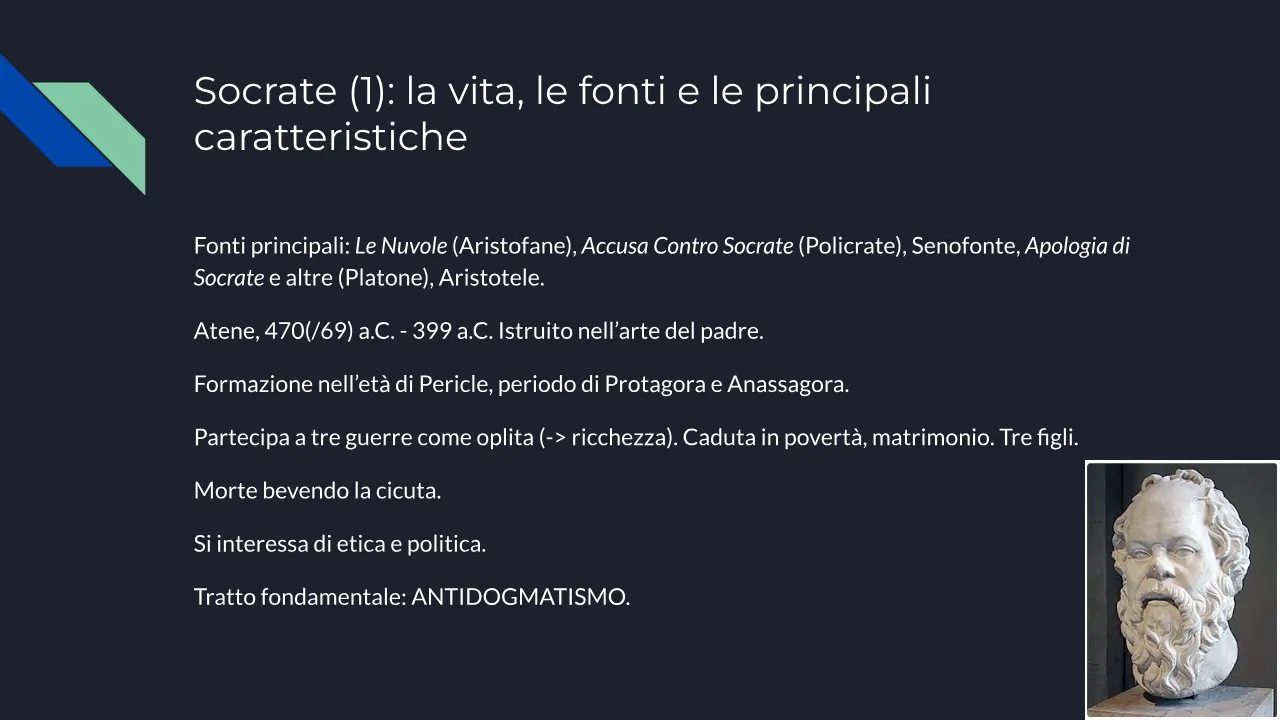 Socrate (1): la vita, le fonti e le principali
caratteristiche
Fonti principali: Le Nuvole (Aristofane), Accusa Contro Socrate (Policrate), Senofonte, Apologia di
Socrate e altre (Platone), Aristotele.
Atene, 470(/69) a.C. - 399 a.C. Istruito nell’arte del padre.
Formazione nell’età di Pericle, periodo di Protagora e Anassagora.
Partecipa a tre guerre come oplita (-> ricchezza). Caduta in povertà, matrimonio. Tre figli.
Morte bevendo la cicuta.
Si interessa di etica e politica.
Tratto fondamentale: ANTIDOGMATISMO.